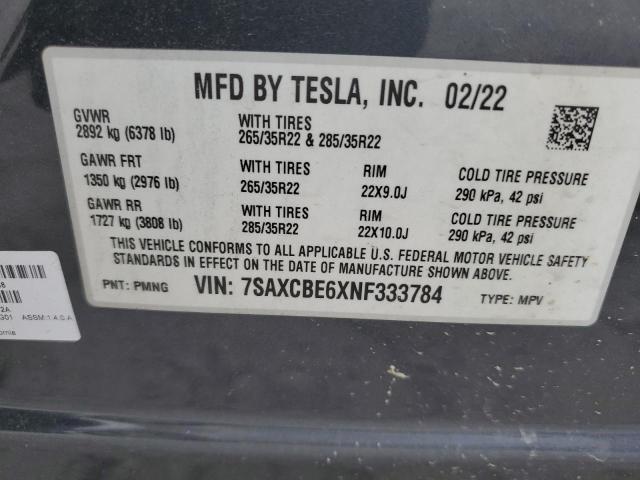 MFD BY TESLA, INC. 02/22
GVWR
2892 kg (6378 lb)
WITH TIRES
265/35R22 & 285/35R22
GAWR FRT
1350 kg (2976 lb)
WITH TIRES
265/35R22
RIM
22X9.0J
COLD TIRE PRESSURE
290 kPa, 42 psi
GAWR RR
1727 kg (3808 lb)
WITH TIRES
285/35R22
RIM
22X10.0J
COLD TIRE PRESSURE
290 kPa, 42 psi
THIS VEHICLE CONFORMS TO ALL APPLICABLE U.S. FEDERAL MOTOR VEHICLE SAFETY
STANDARDS IN EFFECT ON THE DATE OF MANUFACTURE SHOWN ABOVE.
PNT: PMNG
VIN: 7SAXCBE6XNF333784
TYPE: MPV
ASSM:1.4.0.A